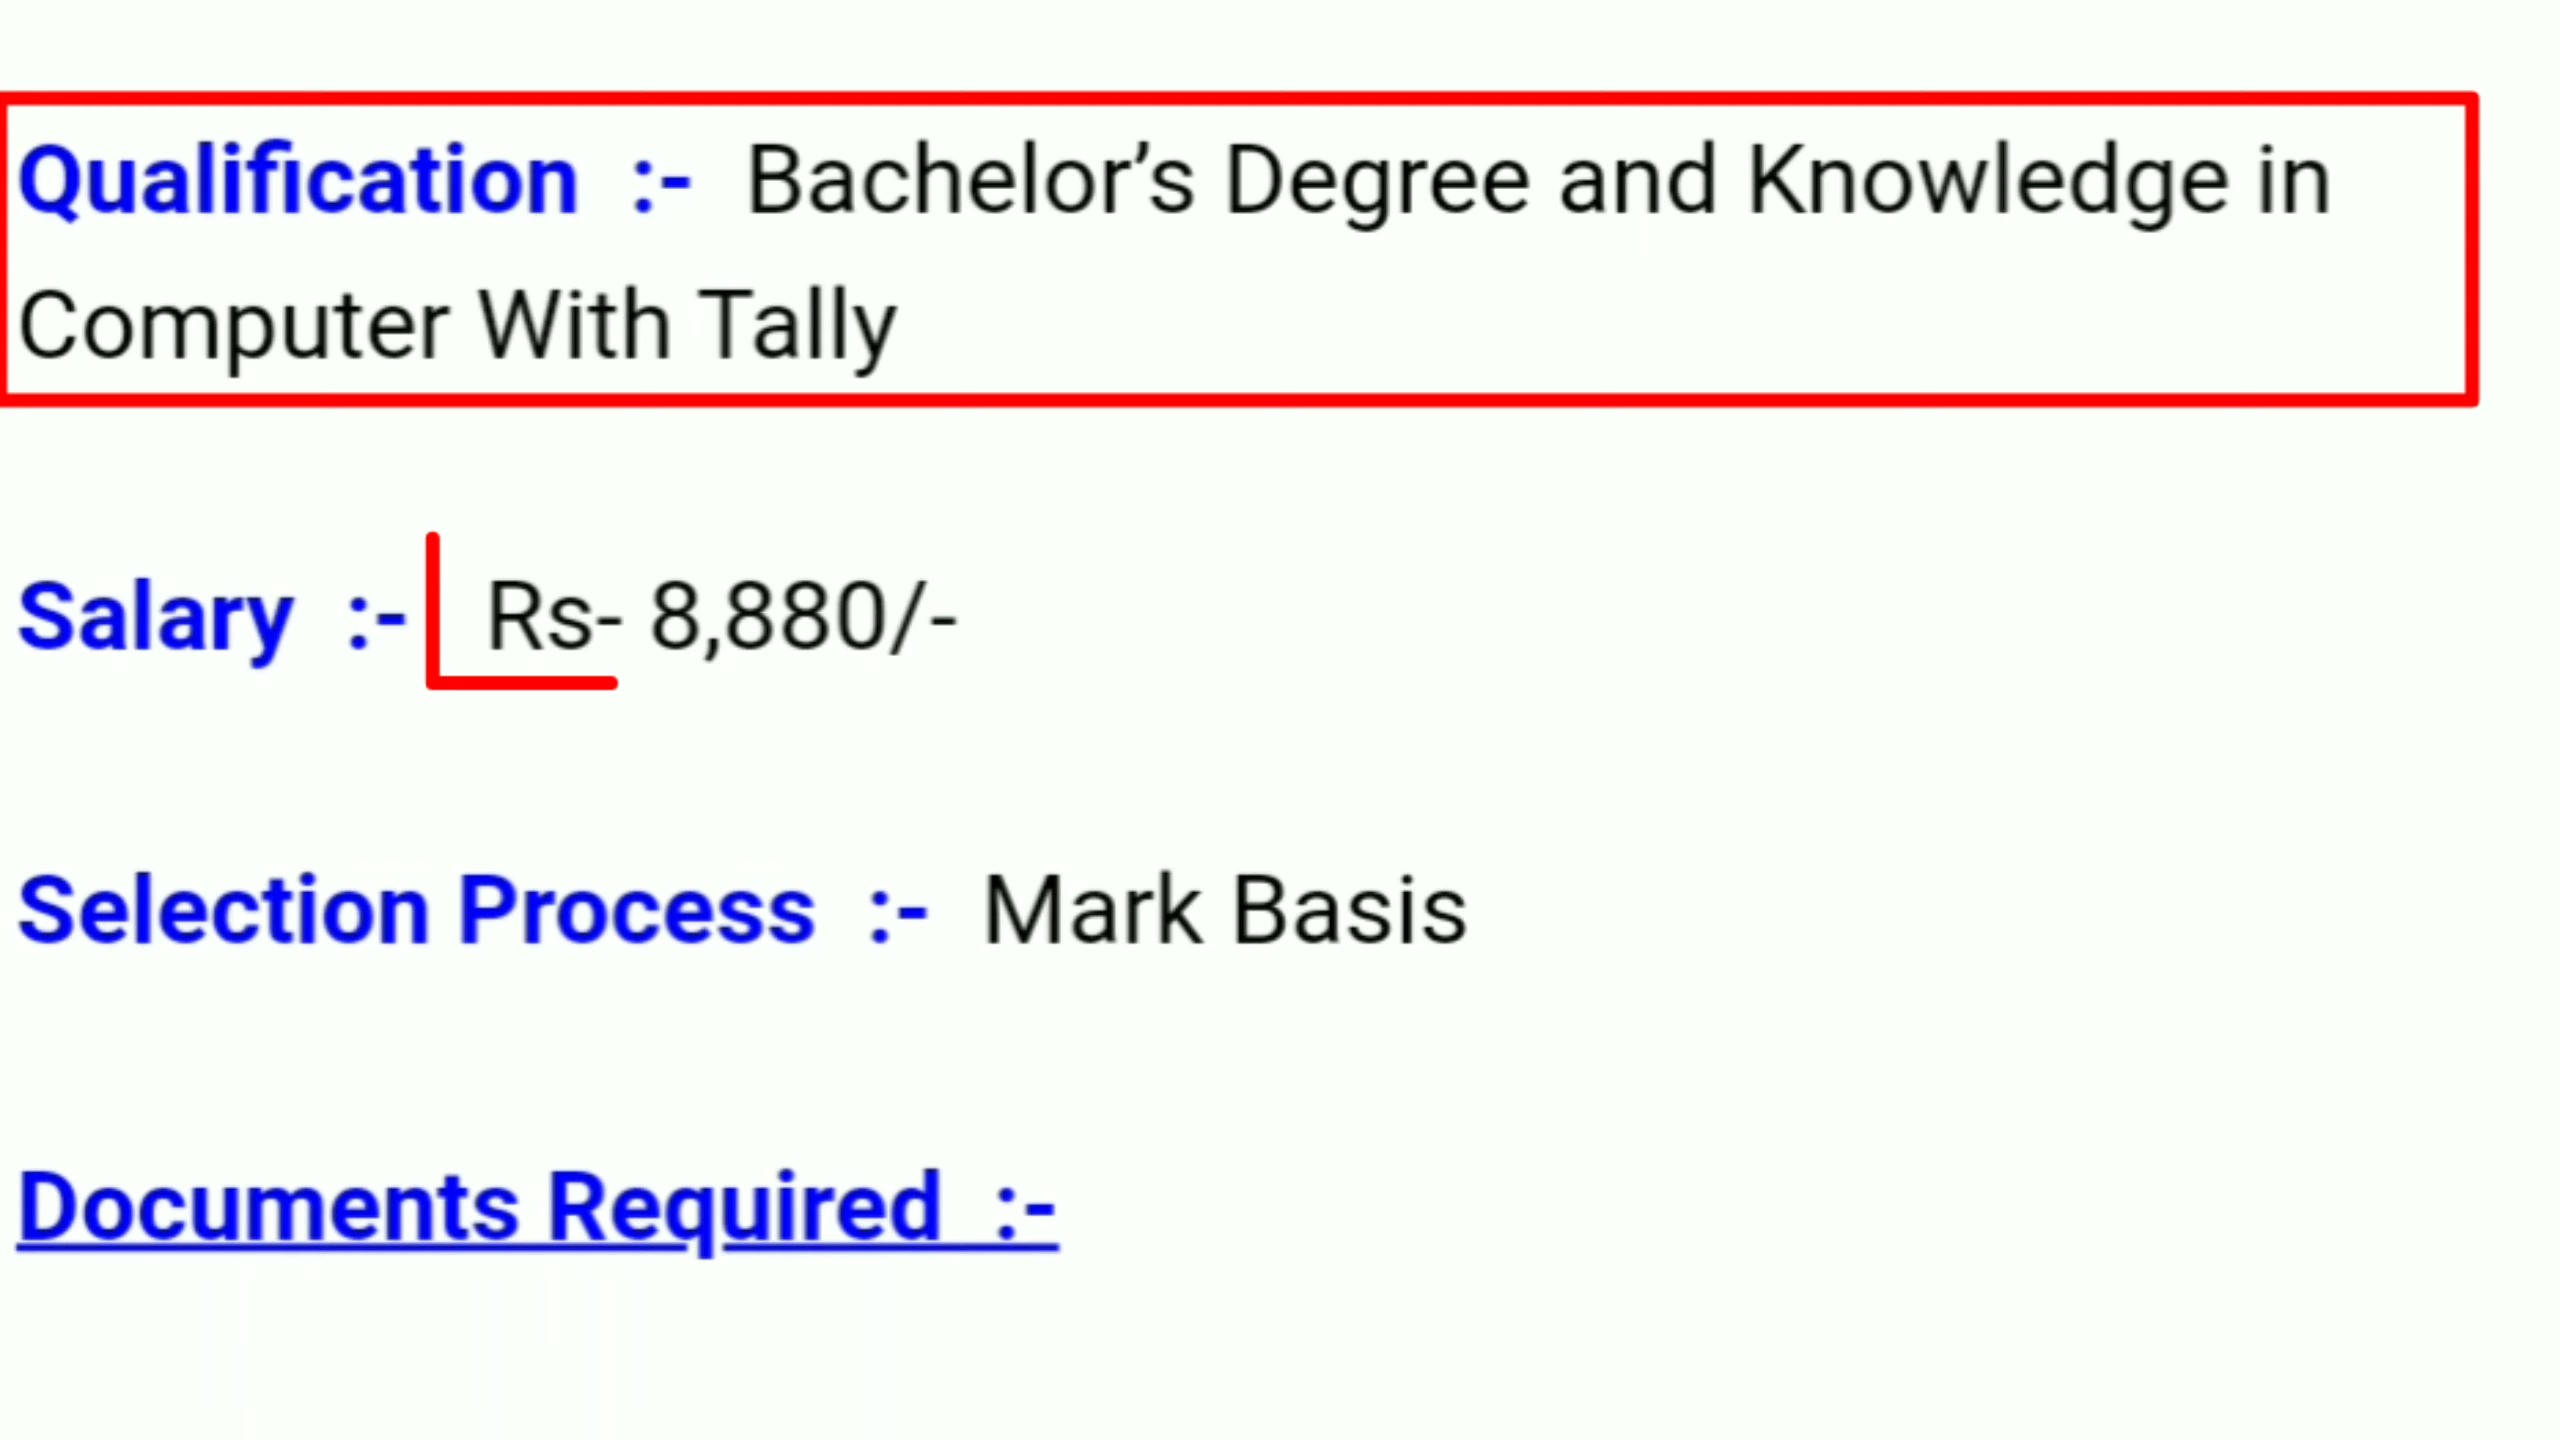 Qualification :- Bachelor’s Degree and Knowledge in
Computer With Tally
Salary :- Rs- 8,880/-
Selection Process :- Mark Basis
Documents Required :-